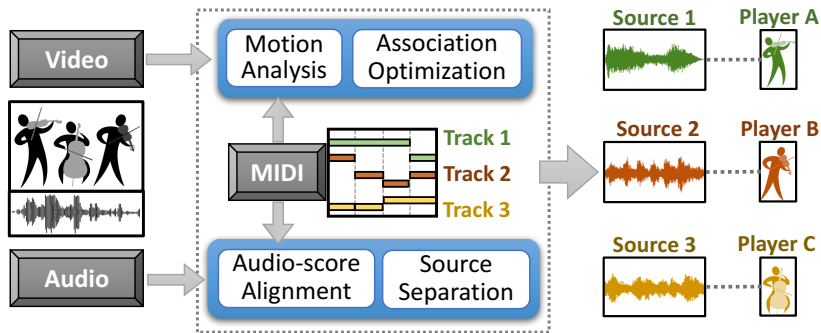 Video
Audio
Motion
Analysis
Association
Optimization
MIDI
Track 1
Track 2
Track 3
Audio-score
Alignment
Source
Separation
Source 1
Player A
Source 2
Player B
Source 3
Player C